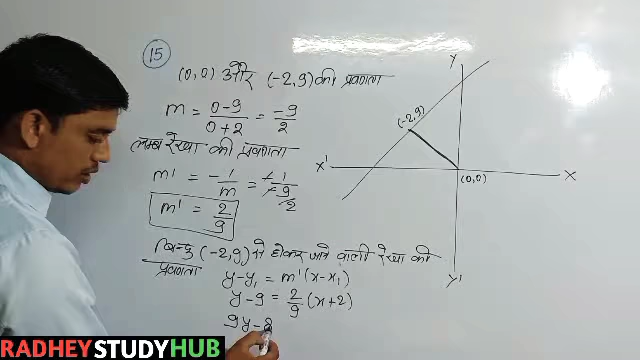 15
(0,0) और (-2,9) की प्रवणता
m = 0-9/0+2 = -9/2
लम्ब रेखा की प्रवणता
m' = -1/m = +1/+9/2
m' = 2/9
बिन्दु (-2,9) से होकर जाने वाली रेखा की
प्रवणता
y-y₁ = m'(x-x₁)
y-9 = 2/9 (x+2)
9y-8
Y
(-2,9)
X'
(0,0)
X
Y'
RADHEYSTUDYHUB